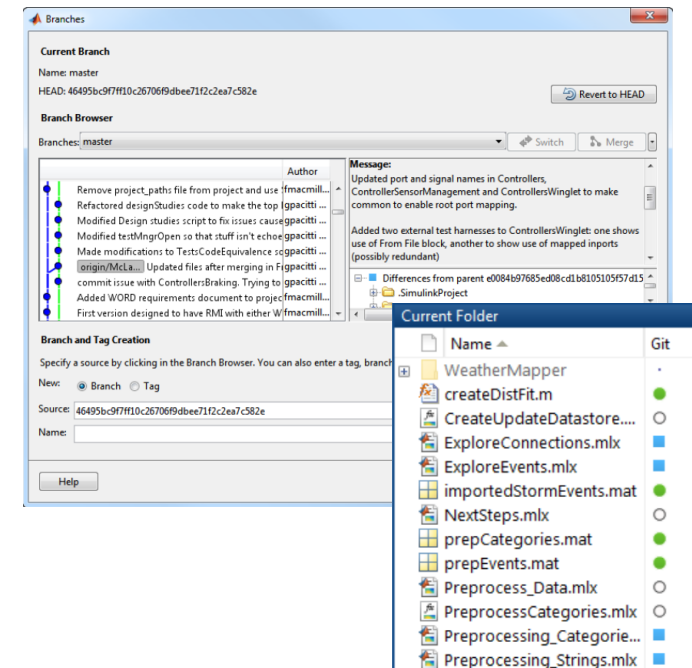 Branches
Current Branch
Name: master
HEAD: 46495bc9f7ff10c26706f9dbee71f2c2ea7c582e
Revert to HEAD
Branch Browser
Branches: master
Switch
Merge
Author
Remove project_paths file from project and use fmacmill...
Refactored designStudies code to make the top l gpacitti ...
Modified Design studies script to fix issues cause gpacitti ...
Modified testMngrOpen so that stuff isn't echoe gpacitti ...
Made modifications to TestsCodeEquivalence sc gpacitti ...
origin/McLa... Updated files after merging in F gpacitti ...
commit issue with ControllersBraking. Trying to gpacitti ...
Added WORD requirements document to projec fmacmill...
First version designed to have RMI with either W fmacmill...
Message:
Updated port and signal names in Controllers,
ControllerSensorManagement and ControllersWinglet to make
common to enable root port mapping.
Added two external test harnesses to ControllersWinglet: one shows
use of From File block, another to show use of mapped inports
(possibly redundant)
Differences from parent e0084b97685ed08cd1b8105105f57d15
.SimulinkProject
Branch and Tag Creation
Specify a source by clicking in the Branch Browser. You can also enter a tag, branch
New: Branch Tag
Source: 46495bc9f7ff10c26706f9dbee71f2c2ea7c582e
Name:
Help
Current Folder
Name Git
WeatherMapper
createDistFit.m
CreateUpdateDatastore....
ExploreConnections.mlx
ExploreEvents.mlx
importedStormEvents.mat
NextSteps.mlx
prepCategories.mat
prepEvents.mat
Preprocess_Data.mlx
PreprocessCategories.mlx
Preprocessing_Categorie...
Preprocessing_Strings.mlx